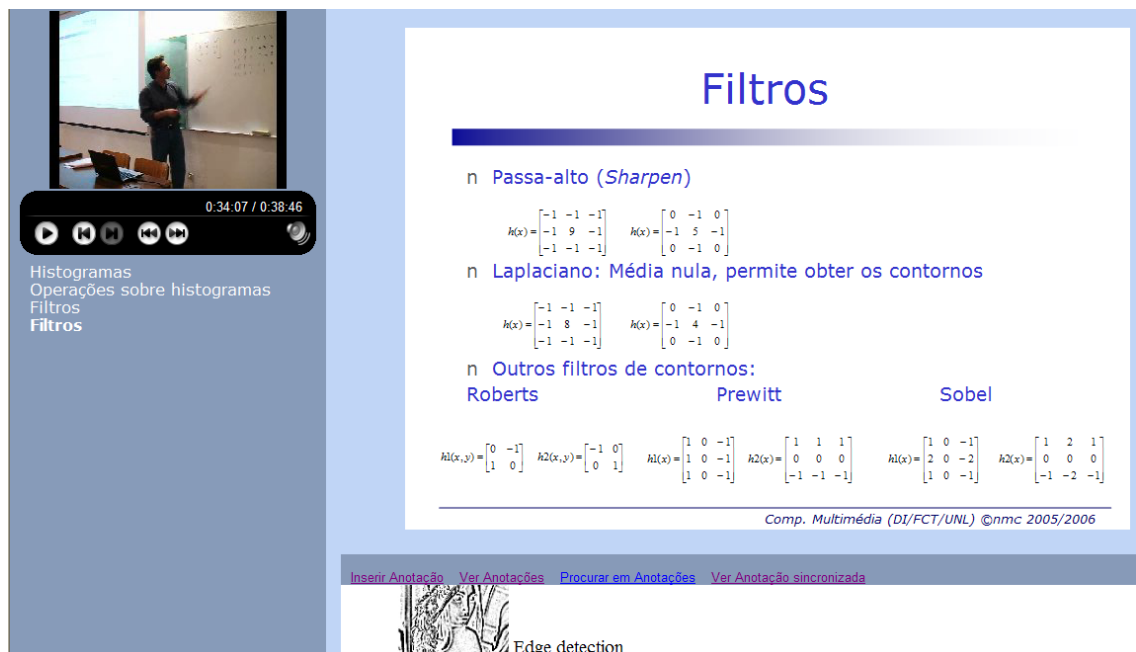 0:34:07 / 0:38:46
Histogramas
Operações sobre histogramas
Filtros
Filtros
Filtros
n Passa-alto (Sharpen)
h(x) = [-1 -1 -1; -1 9 -1; -1 -1 -1] h(x) = [0 -1 0; -1 5 -1; 0 -1 0]
n Laplaciano: Média nula, permite obter os contornos
h(x) = [-1 -1 -1; -1 8 -1; -1 -1 -1] h(x) = [0 -1 0; -1 4 -1; 0 -1 0]
n Outros filtros de contornos:
Roberts Prewitt Sobel
h1(x,y) = [0 -1; 1 0] h2(x,y) = [-1 0; 0 1] h1(x) = [1 0 -1; 1 0 -1; 1 0 -1] h2(x) = [1 1 1; 0 0 0; -1 -1 -1] h1(x) = [1 0 -1; 2 0 -2; 1 0 -1] h2(x) = [1 2 1; 0 0 0; -1 -2 -1]
Comp. Multimédia (DI/FCT/UNL) ©nmc 2005/2006
Inserir Anotação Ver Anotações Procurar em Anotações Ver Anotação sincronizada
Edge detection